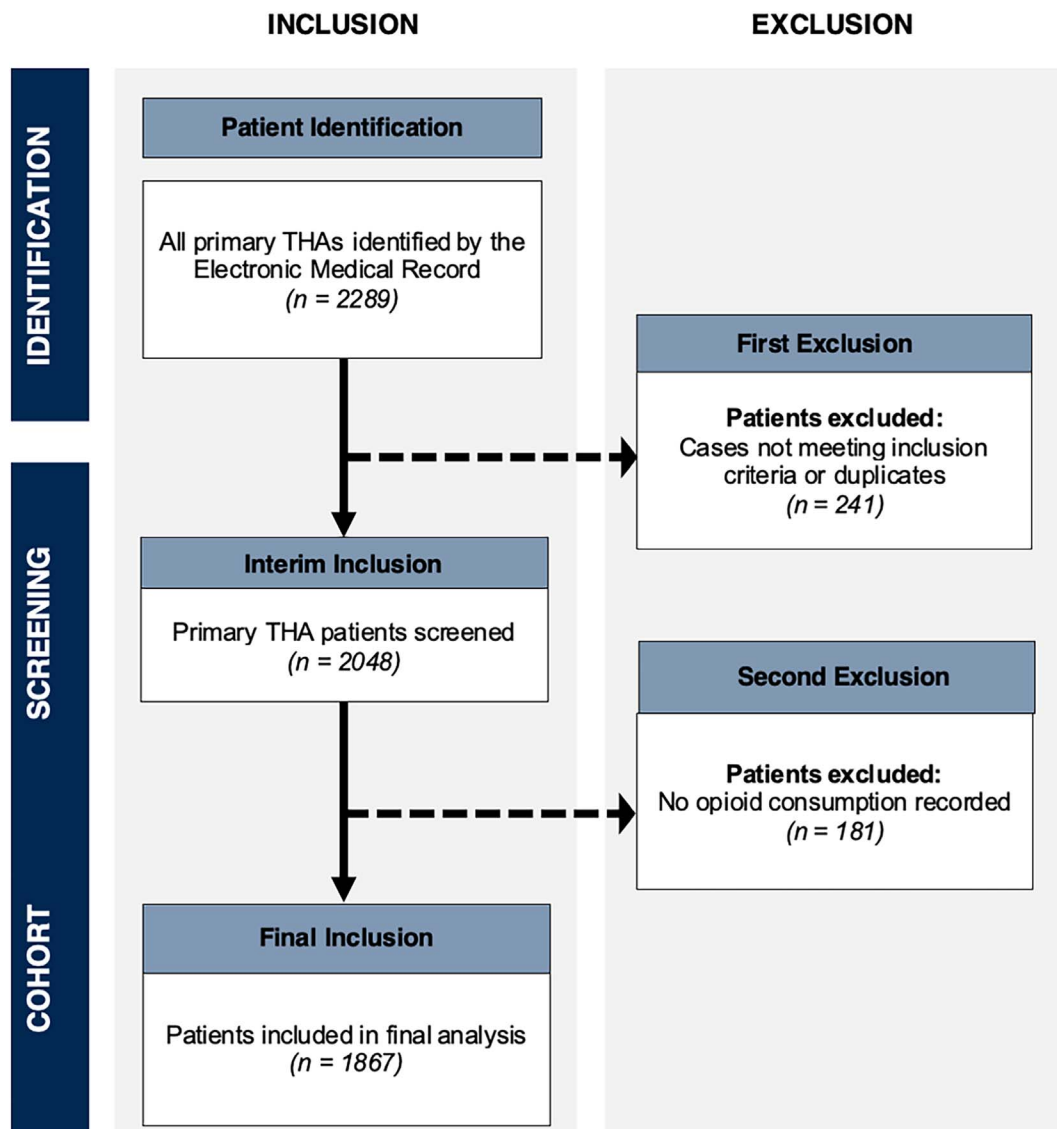 INCLUSION
EXCLUSION
IDENTIFICATION
Patient Identification
All primary THAs identified by the
Electronic Medical Record
(n = 2289)
First Exclusion
Patients excluded:
Cases not meeting inclusion
criteria or duplicates
(n = 241)
SCREENING
Interim Inclusion
Primary THA patients screened
(n = 2048)
Second Exclusion
Patients excluded:
No opioid consumption recorded
(n = 181)
COHORT
Final Inclusion
Patients included in final analysis
(n = 1867)